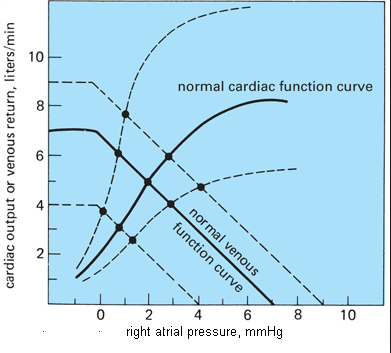 cardiac output or venous return, liters/min
10
8
6
4
2
normal cardiac function curve
normal venous
function curve
0 2 4 6 8 10
right atrial pressure, mmHg